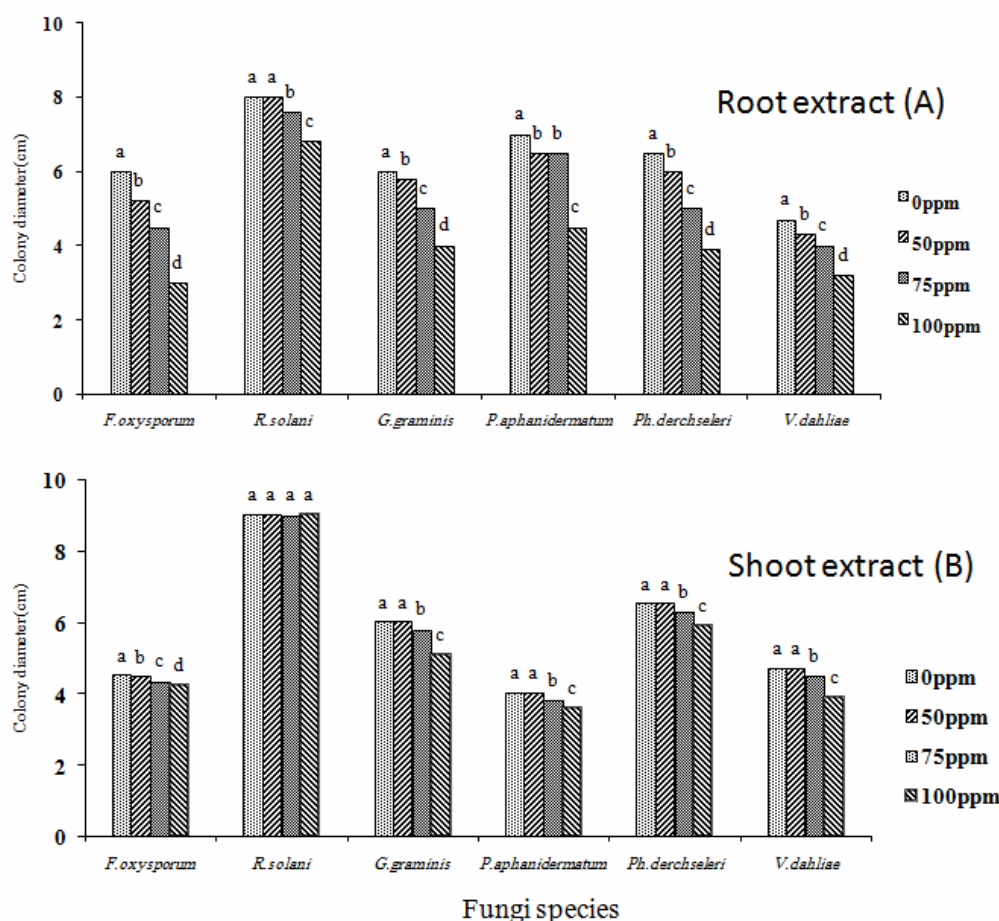 10
8
6
4
2
0
Colony diameter(cm)
Root extract (A)
a b c d
a a b c
a b c d
a b b c
a b c d
a b c d
0ppm
50ppm
75ppm
100ppm
F.oxysporum R.solani G.graminis P.aphanidermatum Ph.derchseleri V.dahliae
10
8
6
4
2
0
Colony diameter(cm)
Shoot extract (B)
a b c d
a a a a
a a b c
a a b c
a a b c
a a b c
0ppm
50ppm
75ppm
100ppm
F.oxysporum R.solani G.graminis P.aphanidermatum Ph.derchseleri V.dahliae
Fungi species